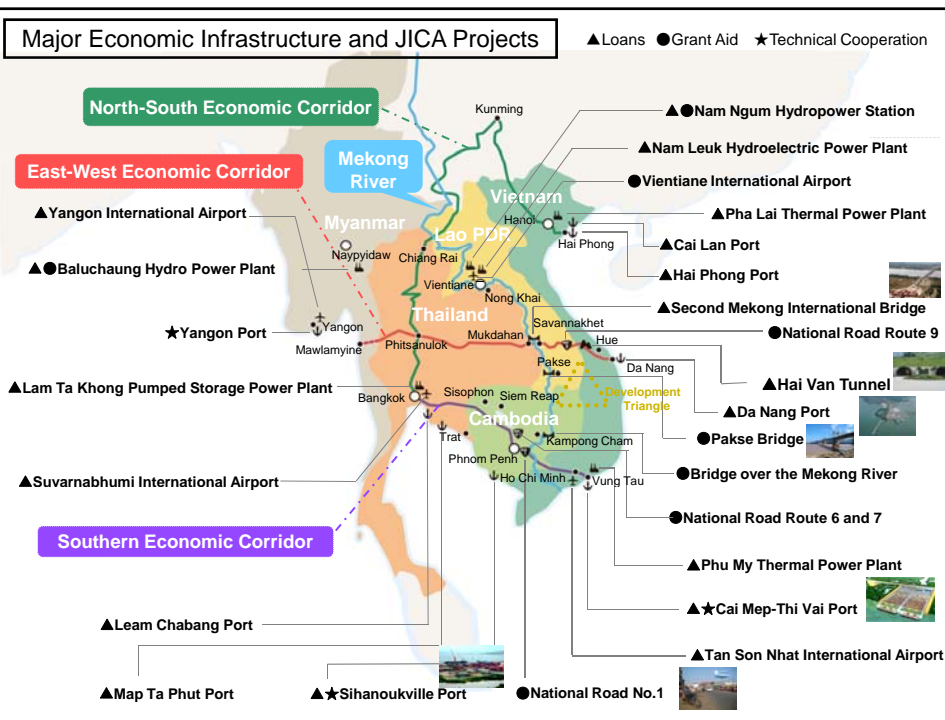 Major Economic Infrastructure and JICA Projects
▲Loans ●Grant Aid ★Technical Cooperation
North-South Economic Corridor
Kunming
▲●Nam Ngum Hydropower Station
▲Nam Leuk Hydroelectric Power Plant
East-West Economic Corridor
Mekong
River
●Vientiane International Airport
Vietnam
▲Yangon International Airport
Myanmar
Hanoi
▲Pha Lai Thermal Power Plant
Lao PDR
Hai Phong
▲Cai Lan Port
Naypyidaw
Chiang Rai
▲●Baluchaung Hydro Power Plant
▲Hai Phong Port
Vientiane
Nong Khai
▲Second Mekong International Bridge
Thailand
Savannakhet
●National Road Route 9
★Yangon Port
Yangon
Mukdahan
Hue
Mawlamyine
Phitsanulok
Pakse
Da Nang
▲Hai Van Tunnel
▲Lam Ta Khong Pumped Storage Power Plant
Bangkok
Sisophon
Siem Reap
Development
Triangle
▲Da Nang Port
Cambodia
Trat
Kampong Cham
●Pakse Bridge
Phnom Penh
●Bridge over the Mekong River
▲Suvarnabhumi International Airport
Ho Chi Minh
Vung Tau
●National Road Route 6 and 7
Southern Economic Corridor
▲Phu My Thermal Power Plant
▲★Cai Mep-Thi Vai Port
▲Leam Chabang Port
▲Tan Son Nhat International Airport
▲Map Ta Phut Port
▲★Sihanoukville Port
●National Road No.1